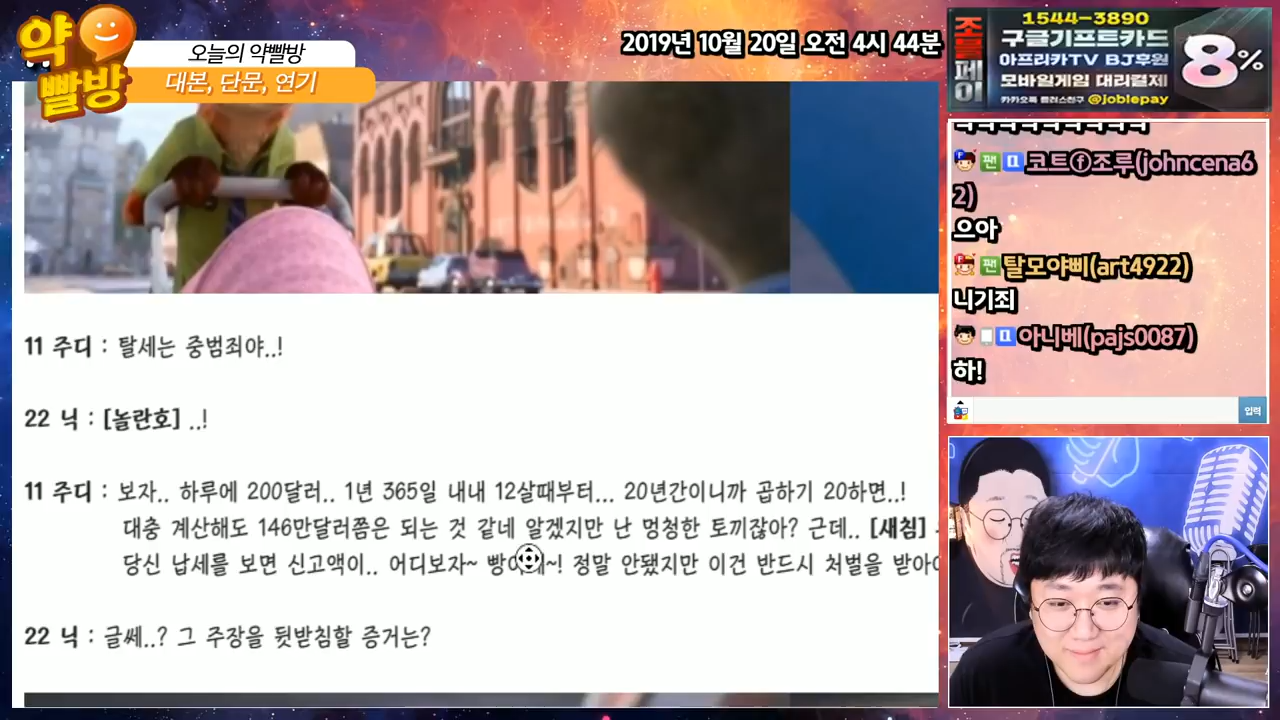 약빨방
오늘의 약빨방
대본, 단문, 연기
2019년 10월 20일 오전 4시 44분
조블페이
1544-3890
구글기프트카드
아프리카TV BJ후원
모바일게임 대리결제
카카오톡 플러스친구 @joblepay
8%
11 주디 : 탈세는 중범죄야..!
22 닉 : [놀란호] ..!
11 주디 : 보자.. 하루에 200달러.. 1년 365일 내내 12살때부터... 20년간이니까 곱하기 20하면..!
대충 계산해도 146만달러쯤은 되는 것 같네 알겠지만 난 멍청한 토끼잖아? 근데.. [새침]
당신 납세를 보면 신고액이.. 어디보자~ 정말 안됐지만 이건 반드시 처벌을
22 닉 : 글쎄..? 그 주장을 뒷받침할 증거는?
팬 코트ⓕ조루(johncena6
2)
으아
팬 탈모야삐(art4922)
니기죄
아니베(pajs0087)
하!
입력